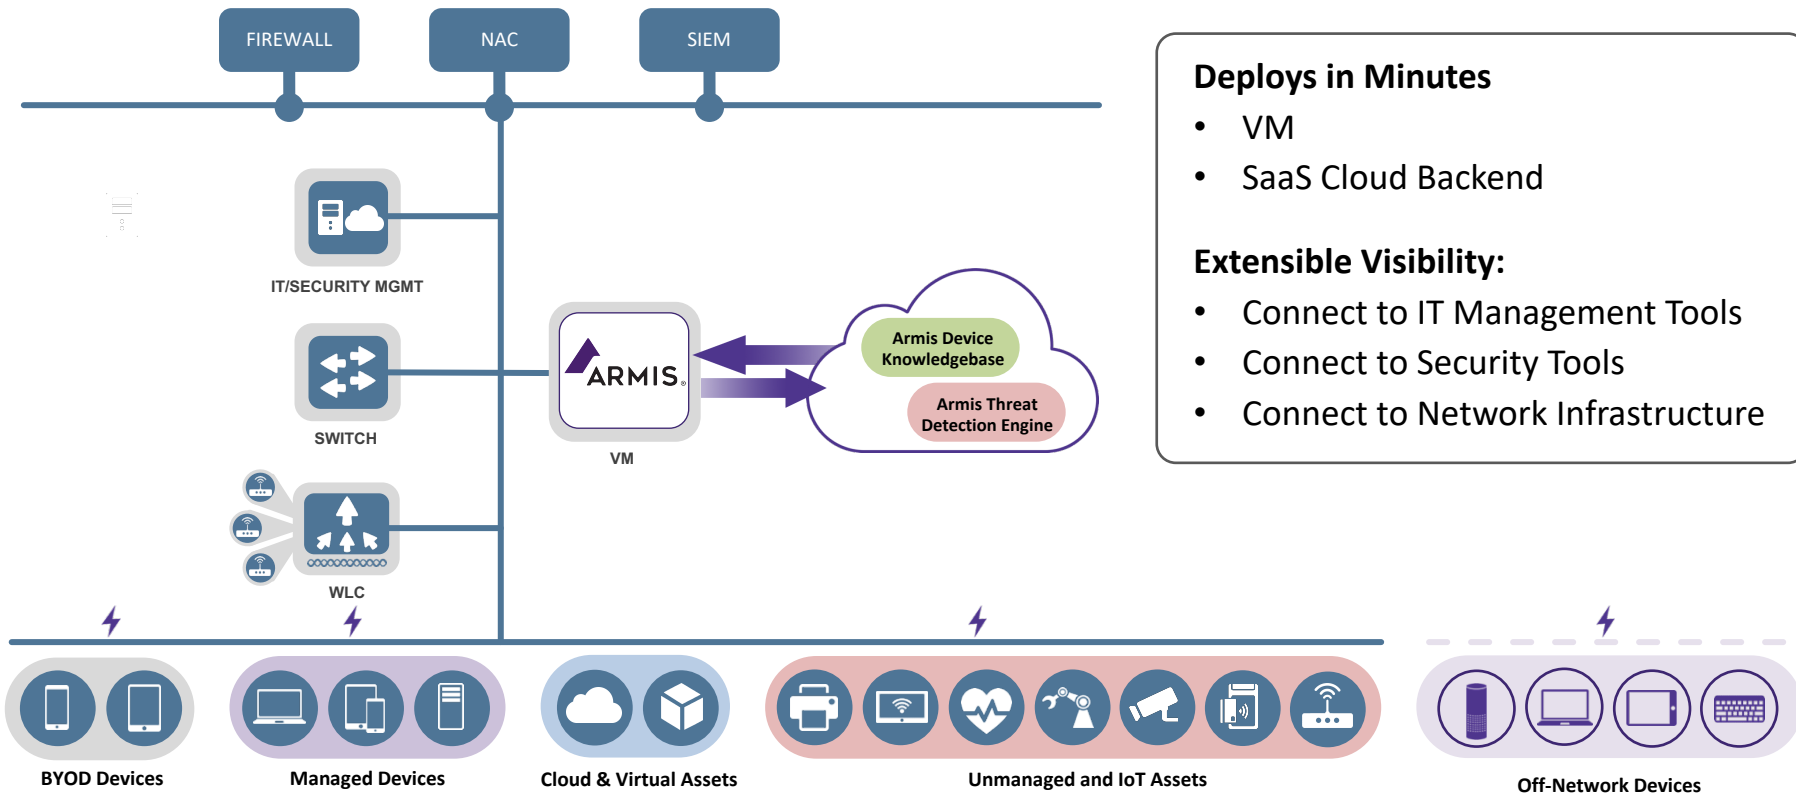 FIREWALL
NAC
SIEM
IT/SECURITY MGMT
SWITCH
WLC
ARMIS®
VM
Armis Device
Knowledgebase
Armis Threat
Detection Engine
Deploys in Minutes
• VM
• SaaS Cloud Backend
Extensible Visibility:
• Connect to IT Management Tools
• Connect to Security Tools
• Connect to Network Infrastructure
BYOD Devices
Managed Devices
Cloud & Virtual Assets
Unmanaged and IoT Assets
Off-Network Devices